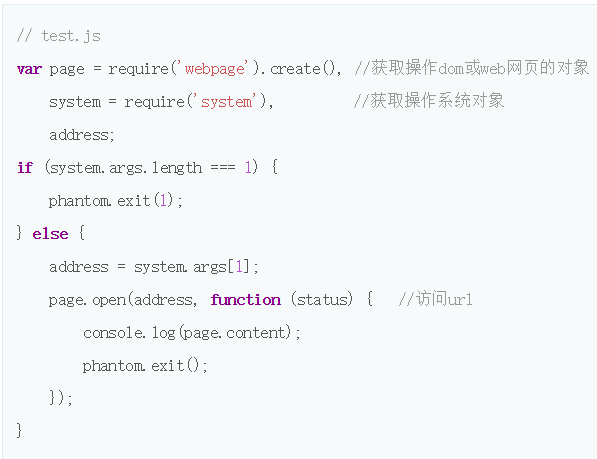 // test.js
var page = require('webpage').create(), //获取操作dom或web网页的对象
    system = require('system'),         //获取操作系统对象
    address;
if (system.args.length === 1) {
    phantom.exit(1);
} else {
    address = system.args[1];
    page.open(address, function (status) {   //访问url
        console.log(page.content);
        phantom.exit();
    });
}